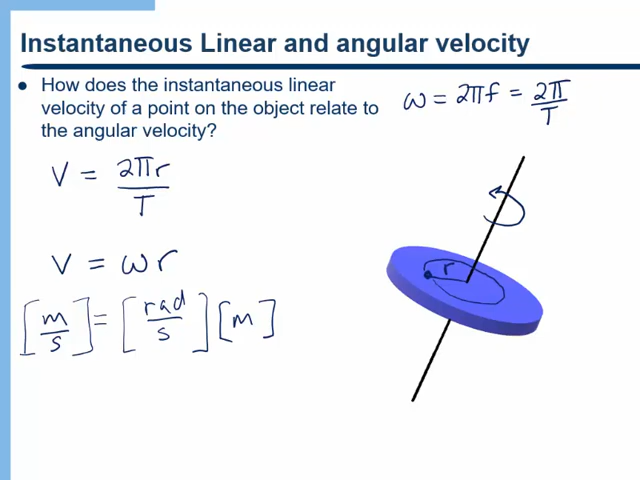 Instantaneous Linear and angular velocity
How does the instantaneous linear
velocity of a point on the object relate to
the angular velocity?
ω = 2πf = 2π/T
V = 2πr/T
V = ωr
[m/s] = [rad/s][m]
r